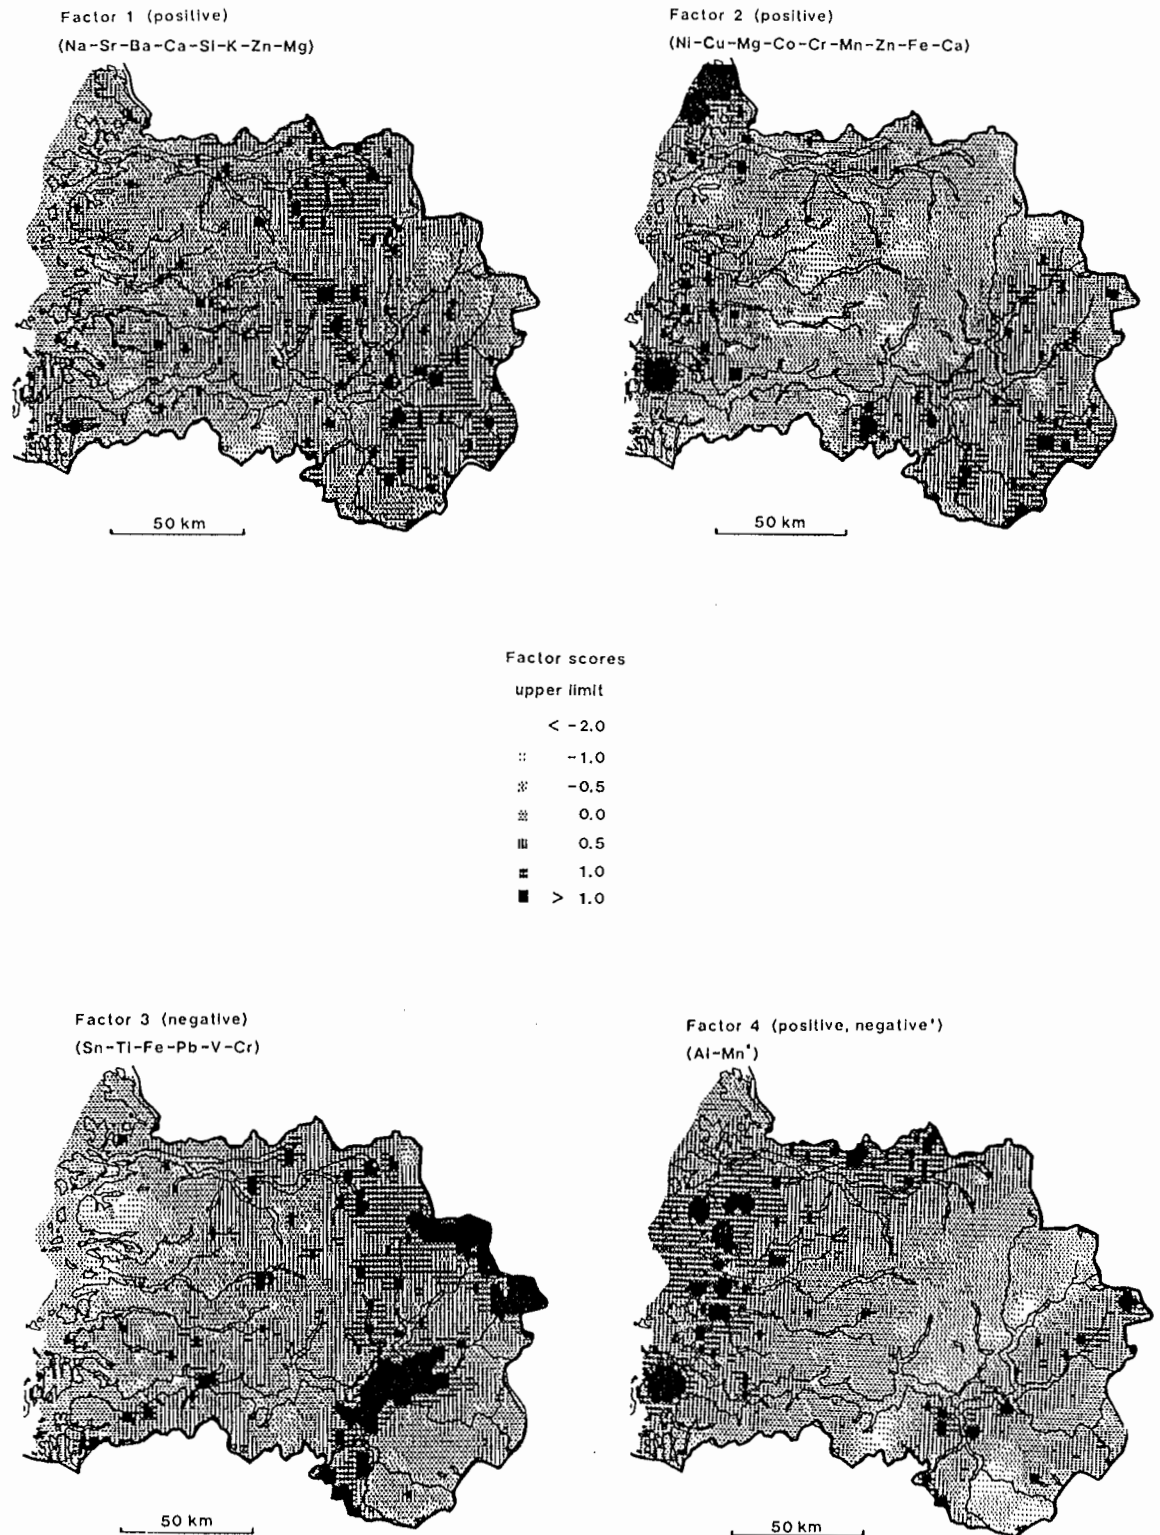 Factor 1 (positive)
(Na-Sr-Ba-Ca-Si-K-Zn-Mg)
Factor 2 (positive)
(Ni-Cu-Mg-Co-Cr-Mn-Zn-Fe-Ca)
50 km
50 km
Factor scores
upper limit
< -2.0
-1.0
-0.5
0.0
0.5
1.0
> 1.0
Factor 3 (negative)
(Sn-Ti-Fe-Pb-V-Cr)
Factor 4 (positive, negative*)
(Al-Mn*)
50 km
50 km